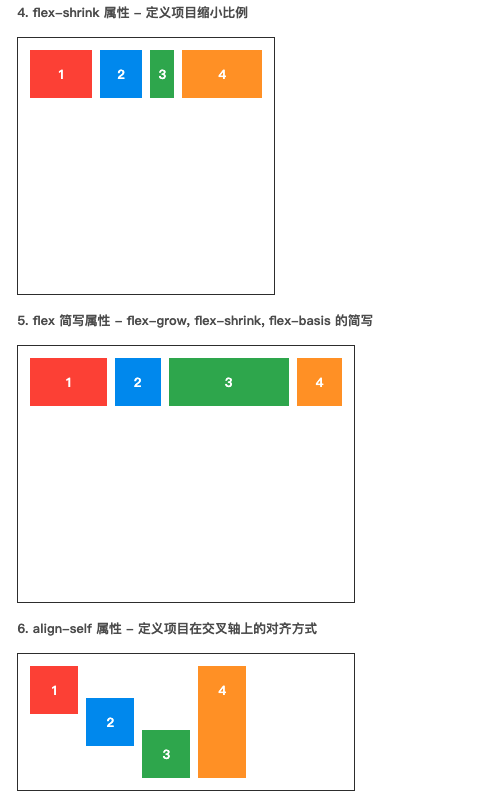 4. flex-shrink 属性 - 定义项目缩小比例
1 2 3 4
5. flex 简写属性 - flex-grow, flex-shrink, flex-basis 的简写
1 2 3 4
6. align-self 属性 - 定义项目在交叉轴上的对齐方式
1
2
3
4